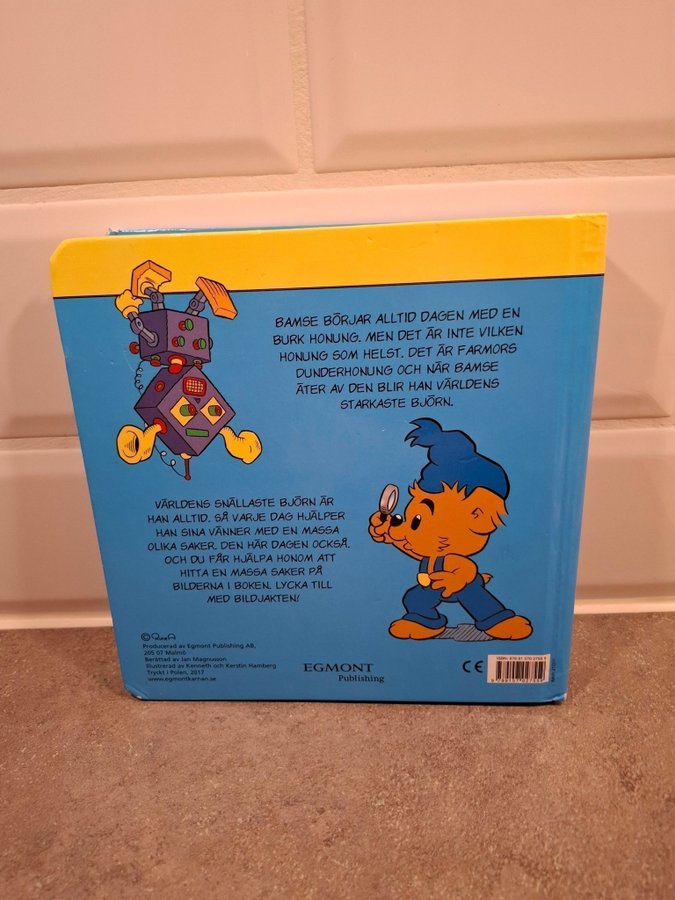 BAMSE BÖRJAR ALLTID DAGEN MED EN
BURK HONUNG. MEN DET ÄR INTE VILKEN
HONUNG SOM HELST. DET ÄR FARMORS
DUNDERHONUNG OCH NÄR BAMSE
ÄTER AV DEN BLIR HAN VÄRLDENS
STARKASTE BJÖRN.
VÄRLDENS SNÄLLASTE BJÖRN ÄR
HAN ALLTID. SÅ VARJE DAG HJÄLPER
HAN SINA VÄNNER MED EN MASSA
OLIKA SAKER. DEN HÄR DAGEN OCKSÅ.
OCH DU FÅR HJÄLPA HONOM ATT
HITTA EN MASSA SAKER PÅ
BILDERNA I BOKEN. LYCKA TILL
MED BILDJAKTEN!
©
Producerad av Egmont Publishing AB,
205 07 Malmö
Berättad av Jan Magnusson
Illustrerad av Kenneth och Kerstin Hamberg
Tryckt i Polen, 2017
www.egmontkarnan.se
EGMONT
Publishing
CE